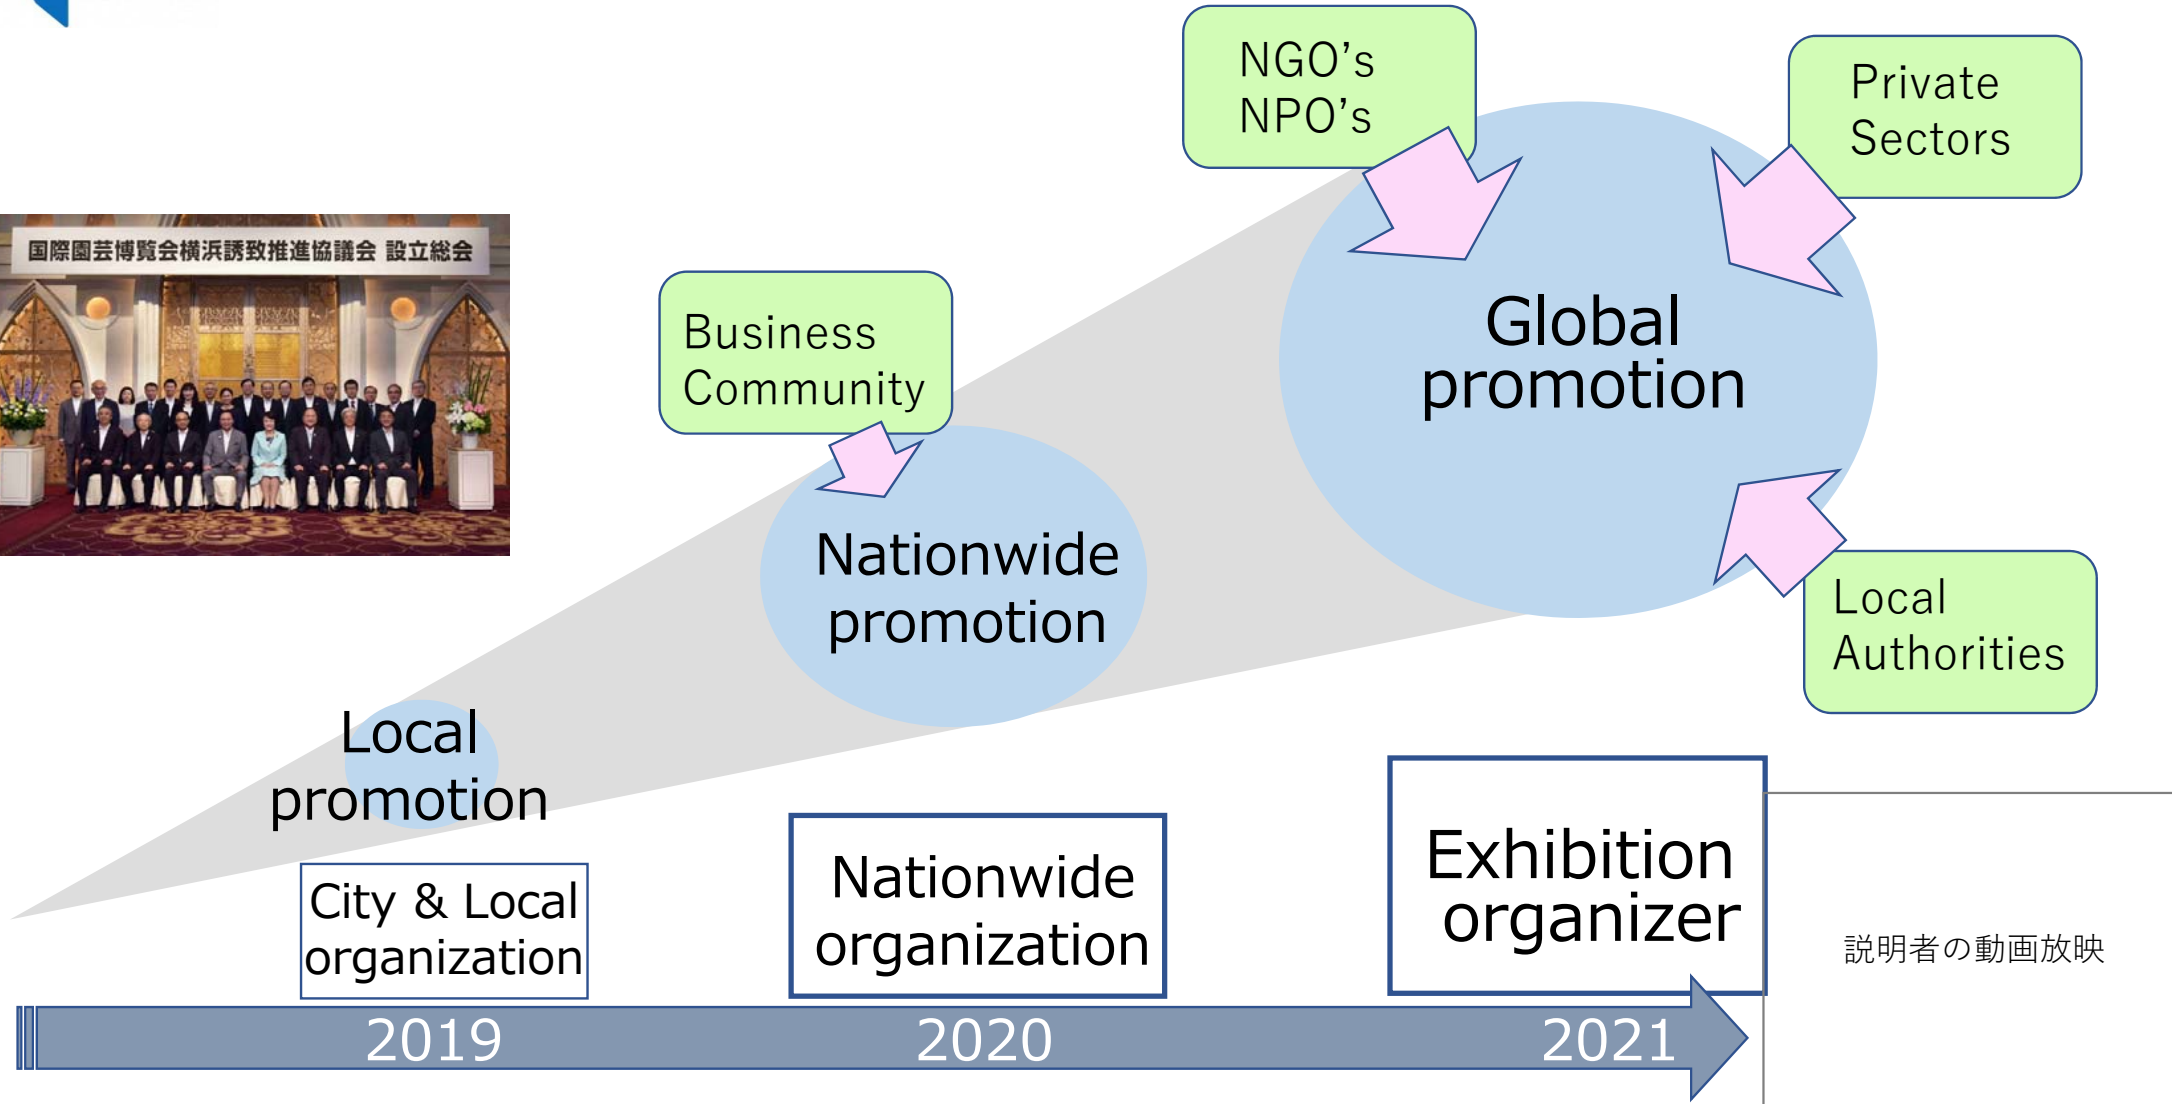 NGO’s
NPO’s
Private
Sectors
国際園芸博覧会横浜誘致推進協議会 設立総会
Business
Community
Global
promotion
Nationwide
promotion
Local
Authorities
Local
promotion
City & Local
organization
Nationwide
organization
Exhibition
organizer
説明者の動画放映
2019
2020
2021